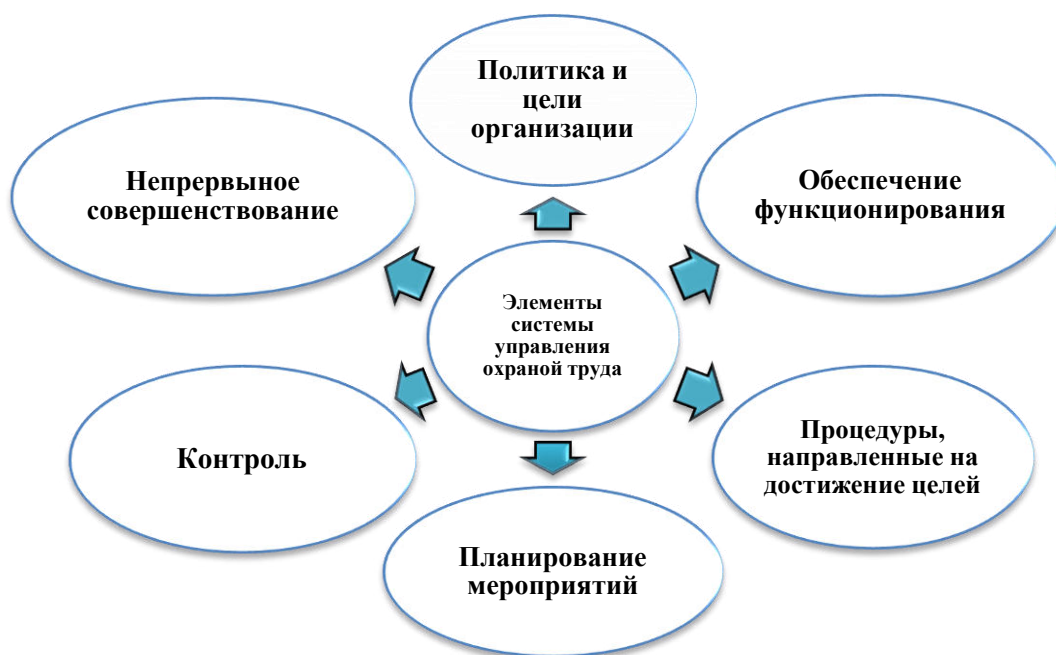 Политика и
цели
организации
Непрервыное
совершенствование
Обеспечение
функционирования
Элементы
системы
управления
охраной труда
Контроль
Процедуры,
направленные на
достижение целей
Планирование
мероприятий